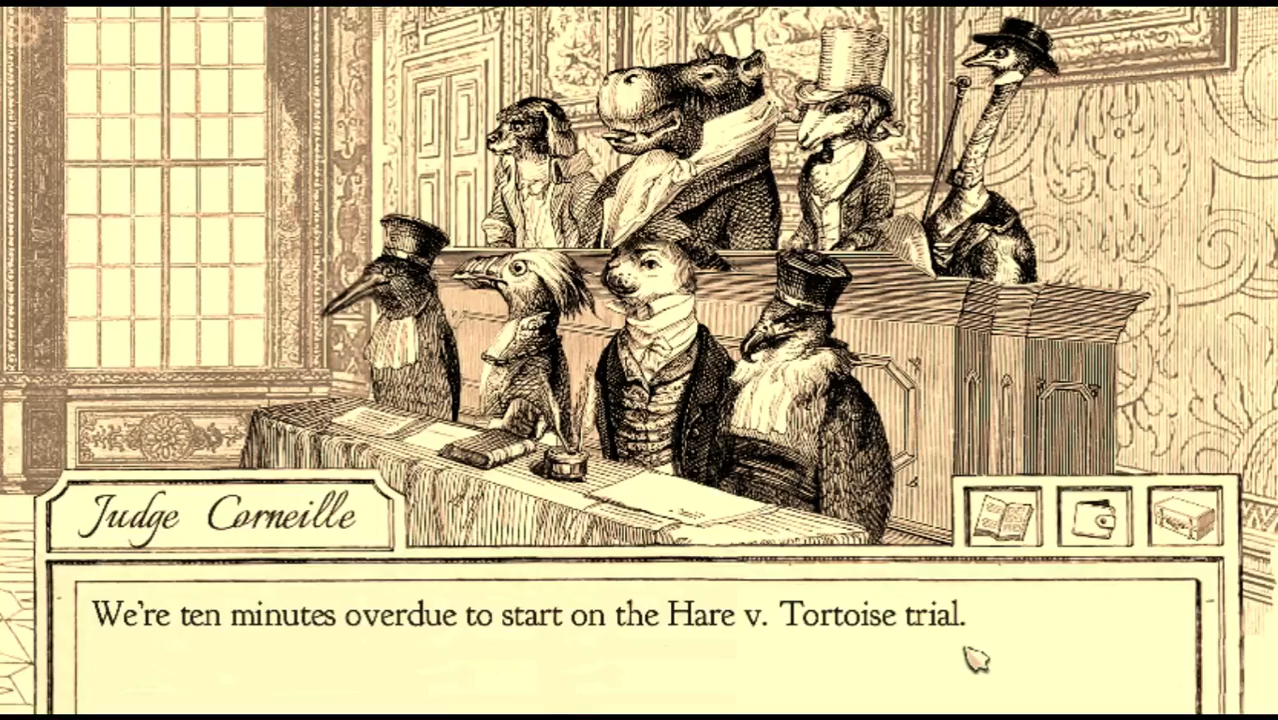 Judge Corneille
We're ten minutes overdue to start on the Hare v. Tortoise trial.